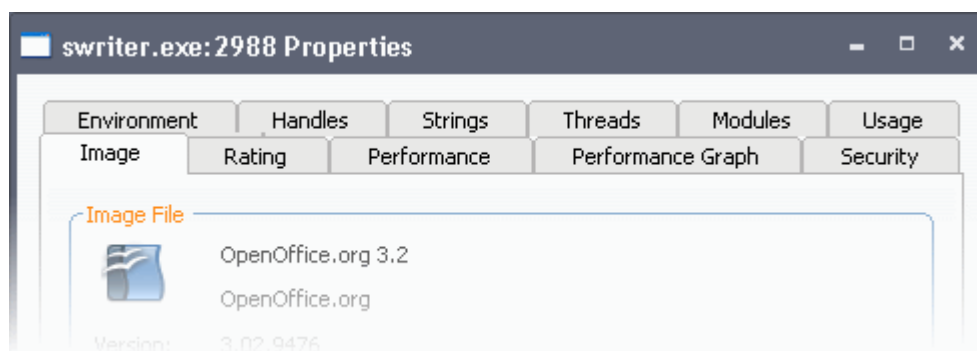 swriter.exe:2988 Properties
Environment Handles Strings Threads Modules Usage
Image Rating Performance Performance Graph Security
Image File
OpenOffice.org 3.2
OpenOffice.org
Version: 3.02.9476